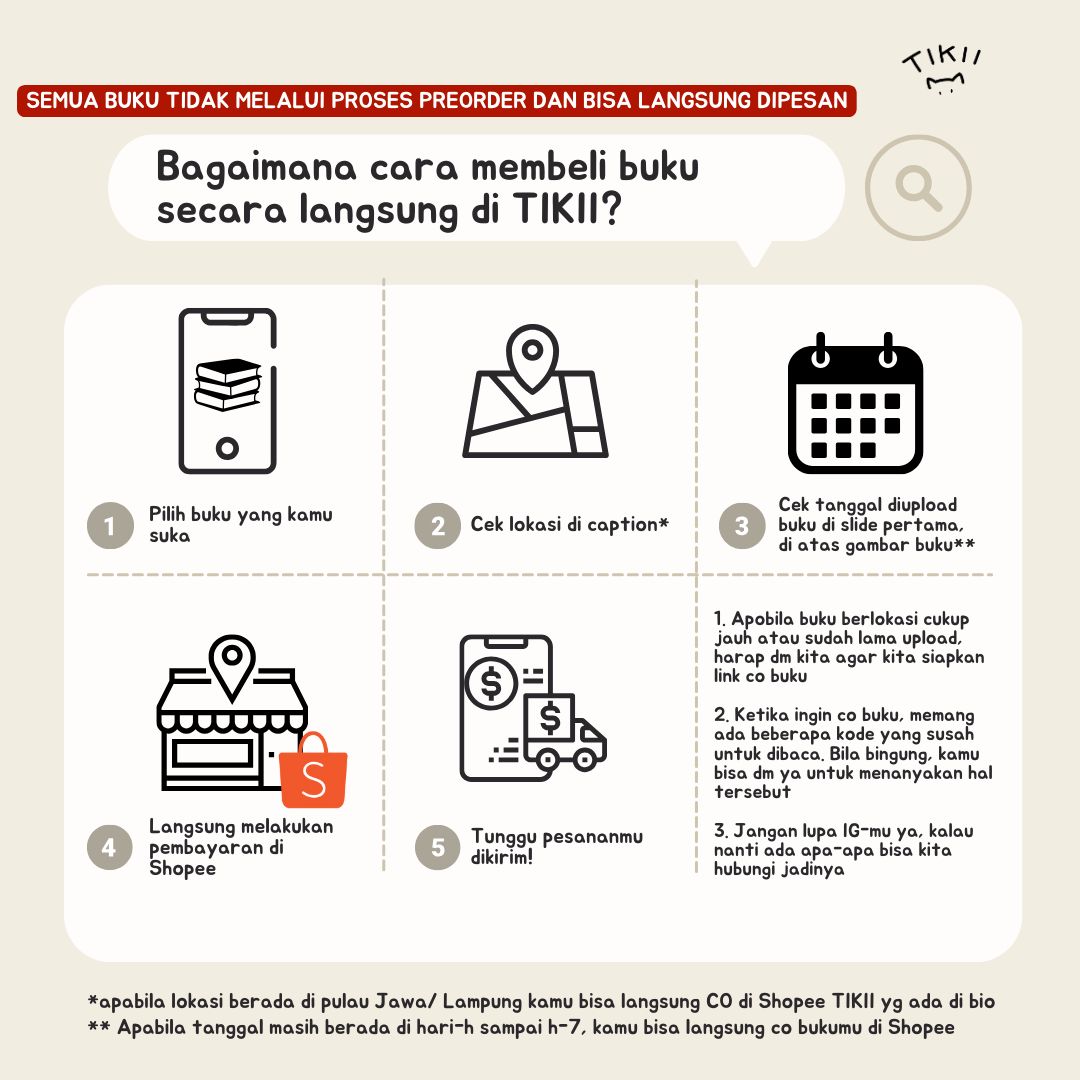 TIKII
SEMUA BUKU TIDAK MELALUI PROSES PREORDER DAN BISA LANGSUNG DIPESAN
Bagaimana cara membeli buku
secara langsung di TIKII?
1
Pilih buku yang kamu
suka
2
Cek lokasi di caption*
3
Cek tanggal diupload
buku di slide pertama,
di atas gambar buku**
S
4
Langsung melakukan
pembayaran di
Shopee
$
$
5
Tunggu pesananmu
dikirim!
1. Apobila buku berlokasi cukup
jauh atau sudah lama upload,
harap dm kita agar kita siapkan
link co buku
2. Ketika ingin co buku, memang
ada beberapa kode yang susah
untuk dibaca. Bila bingung, kamu
bisa dm ya untuk menanyakan hal
tersebut
3. Jangan lupa IG-mu ya, kalau
nanti ada apa-apa bisa kita
hubungi jadinya
*apabila lokasi berada di pulau Jawa/ Lampung kamu bisa langsung CO di Shopee TIKII yg ada di bio
** Apabila tanggal masih berada di hari-h sampai h-7, kamu bisa langsung co bukumu di Shopee